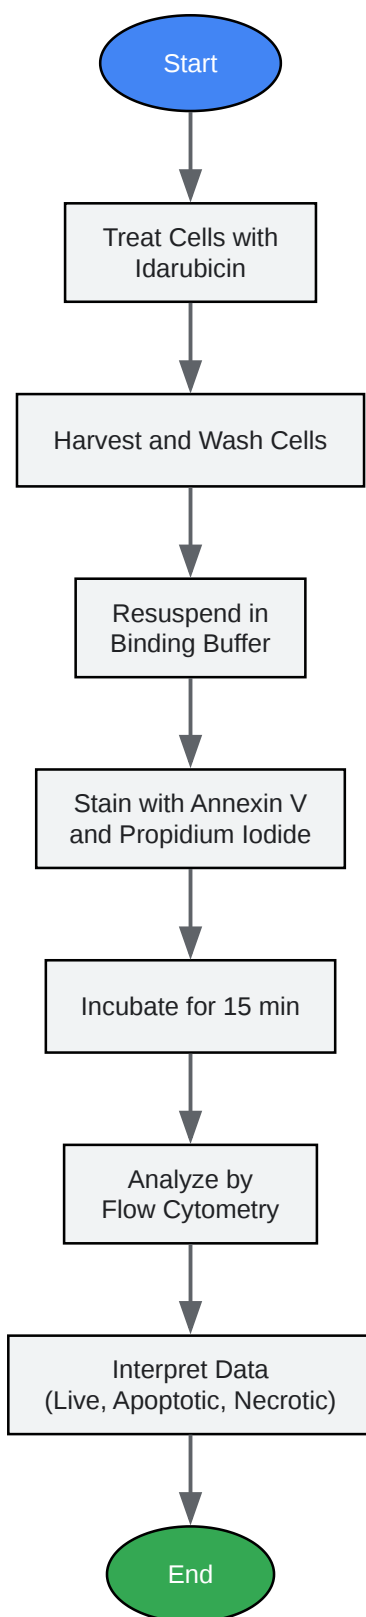 Start
Treat Cells with
Idarubicin
Harvest and Wash Cells
Resuspend in
Binding Buffer
Stain with Annexin V
and Propidium Iodide
Incubate for 15 min
Analyze by
Flow Cytometry
Interpret Data
(Live, Apoptotic, Necrotic)
End